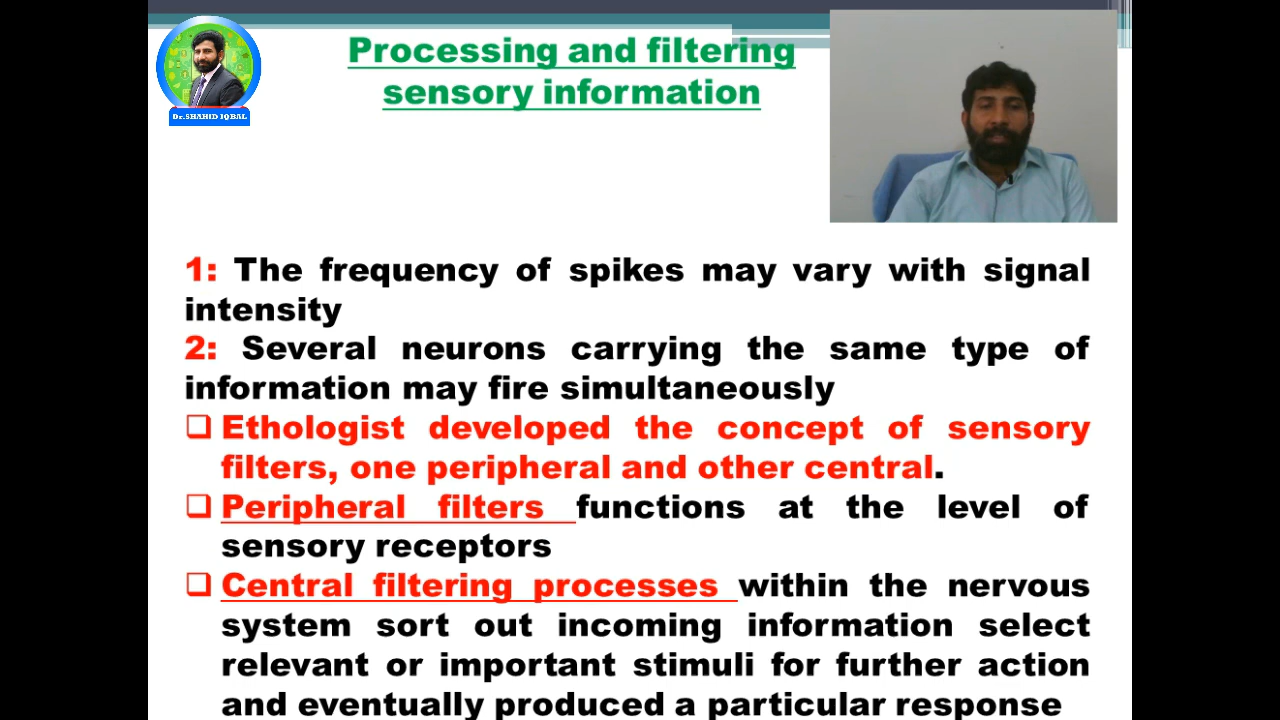 Processing and filtering
sensory information
Dr.SHAHID IQBAL
1: The frequency of spikes may vary with signal
intensity
2: Several neurons carrying the same type of
information may fire simultaneously
❑ Ethologist developed the concept of sensory
filters, one peripheral and other central.
❑ Peripheral filters functions at the level of
sensory receptors
❑ Central filtering processes within the nervous
system sort out incoming information select
relevant or important stimuli for further action
and eventually produced a particular response